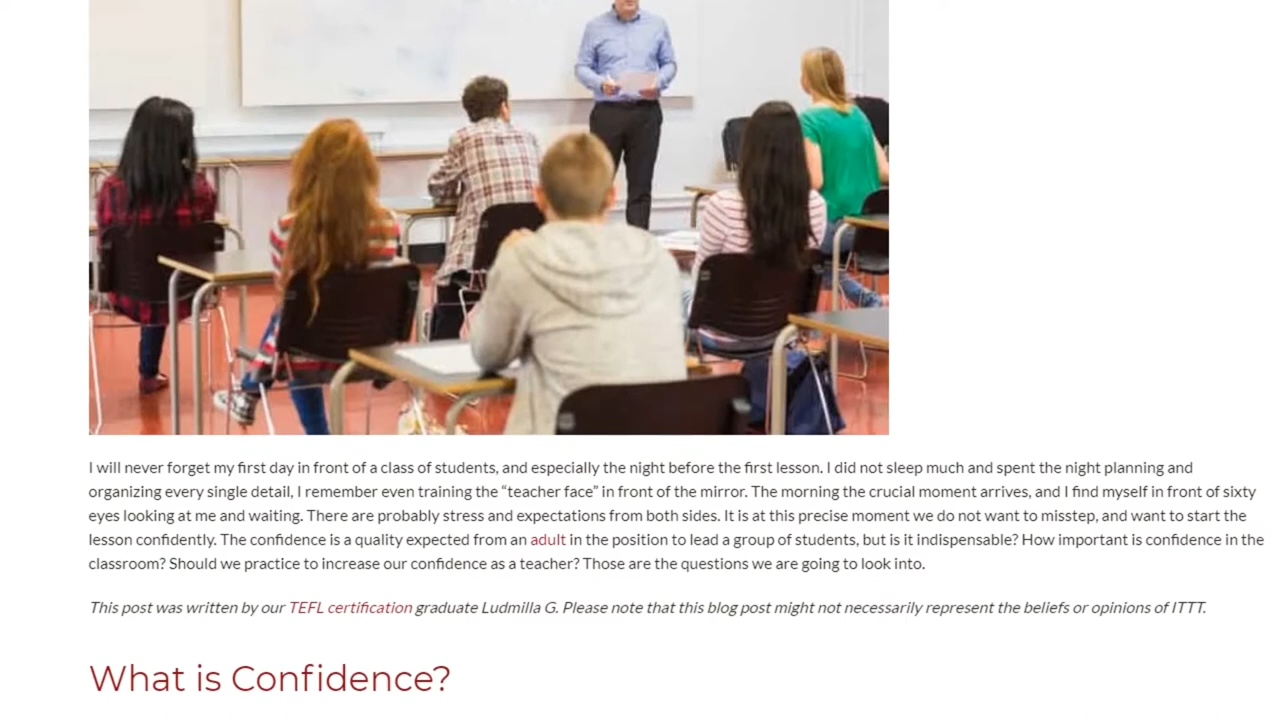 I will never forget my first day in front of a class of students, and especially the night before the first lesson. I did not sleep much and spent the night planning and
organizing every single detail, I remember even training the “teacher face” in front of the mirror. The morning the crucial moment arrives, and I find myself in front of sixty
eyes looking at me and waiting. There are probably stress and expectations from both sides. It is at this precise moment we do not want to misstep, and want to start the
lesson confidently. The confidence is a quality expected from an adult in the position to lead a group of students, but is it indispensable? How important is confidence in the
classroom? Should we practice to increase our confidence as a teacher? Those are the questions we are going to look into.
This post was written by our TEFL certification graduate Ludmilla G. Please note that this blog post might not necessarily represent the beliefs or opinions of ITTT.
What is Confidence?